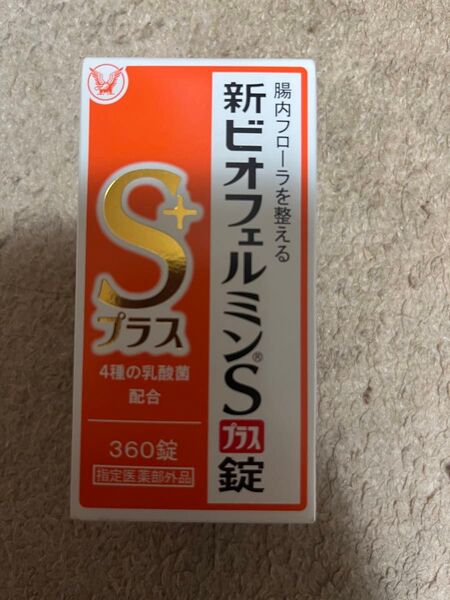 腸内フローラを整える
新ビオフェルミン®Sプラス錠
S+
プラス
4種の乳酸菌
配合
360錠
指定医薬部外品